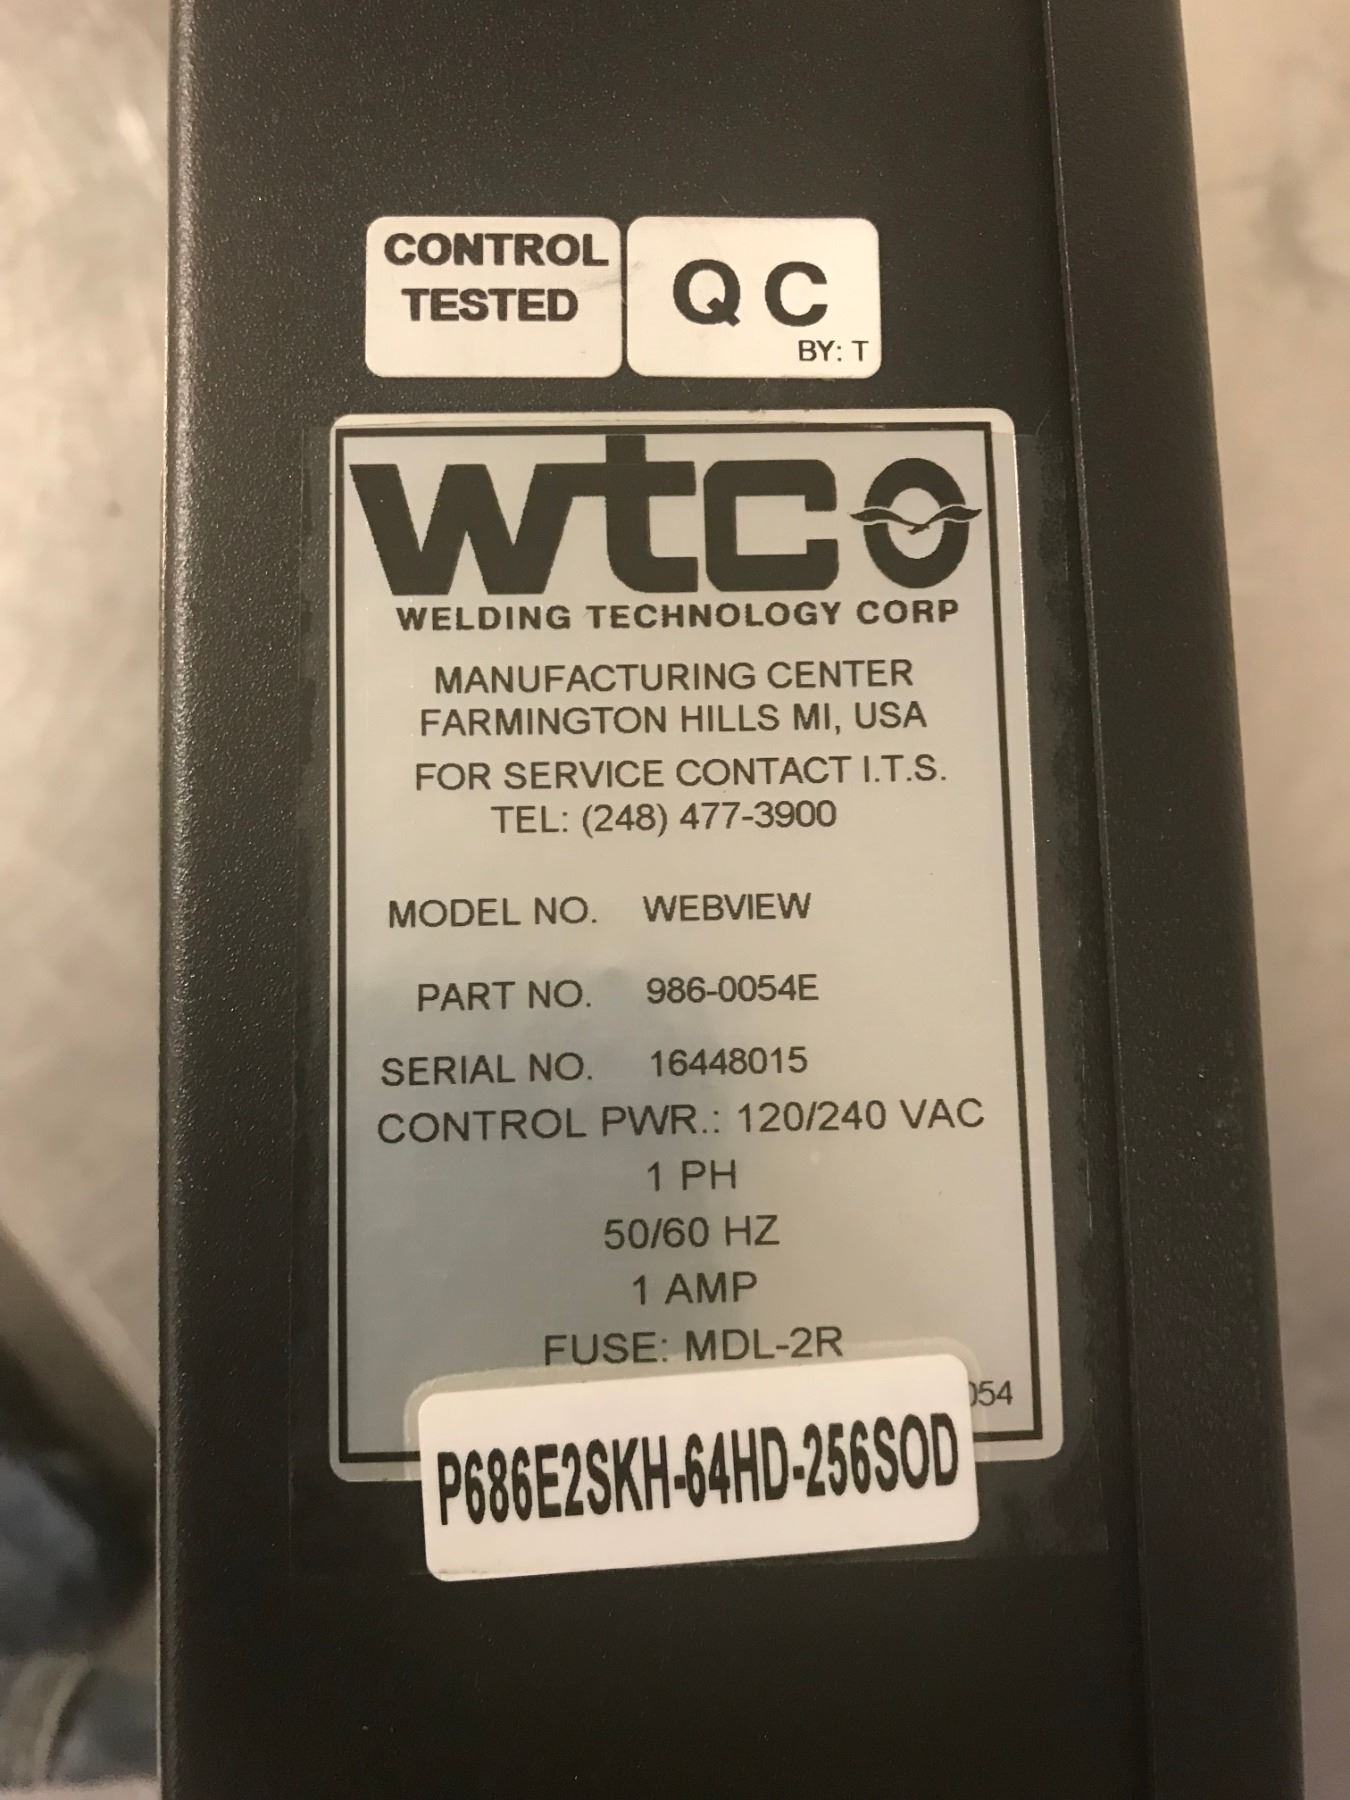 CONTROL
TESTED
Q C
BY: T
wtc
WELDING TECHNOLOGY CORP
MANUFACTURING CENTER
FARMINGTON HILLS MI, USA
FOR SERVICE CONTACT I.T.S.
TEL: (248) 477-3900
MODEL NO. WEBVIEW
PART NO. 986-0054E
SERIAL NO. 16448015
CONTROL PWR.: 120/240 VAC
1 PH
50/60 HZ
1 AMP
FUSE: MDL-2R
P686E2SKH-64HD-256SOD